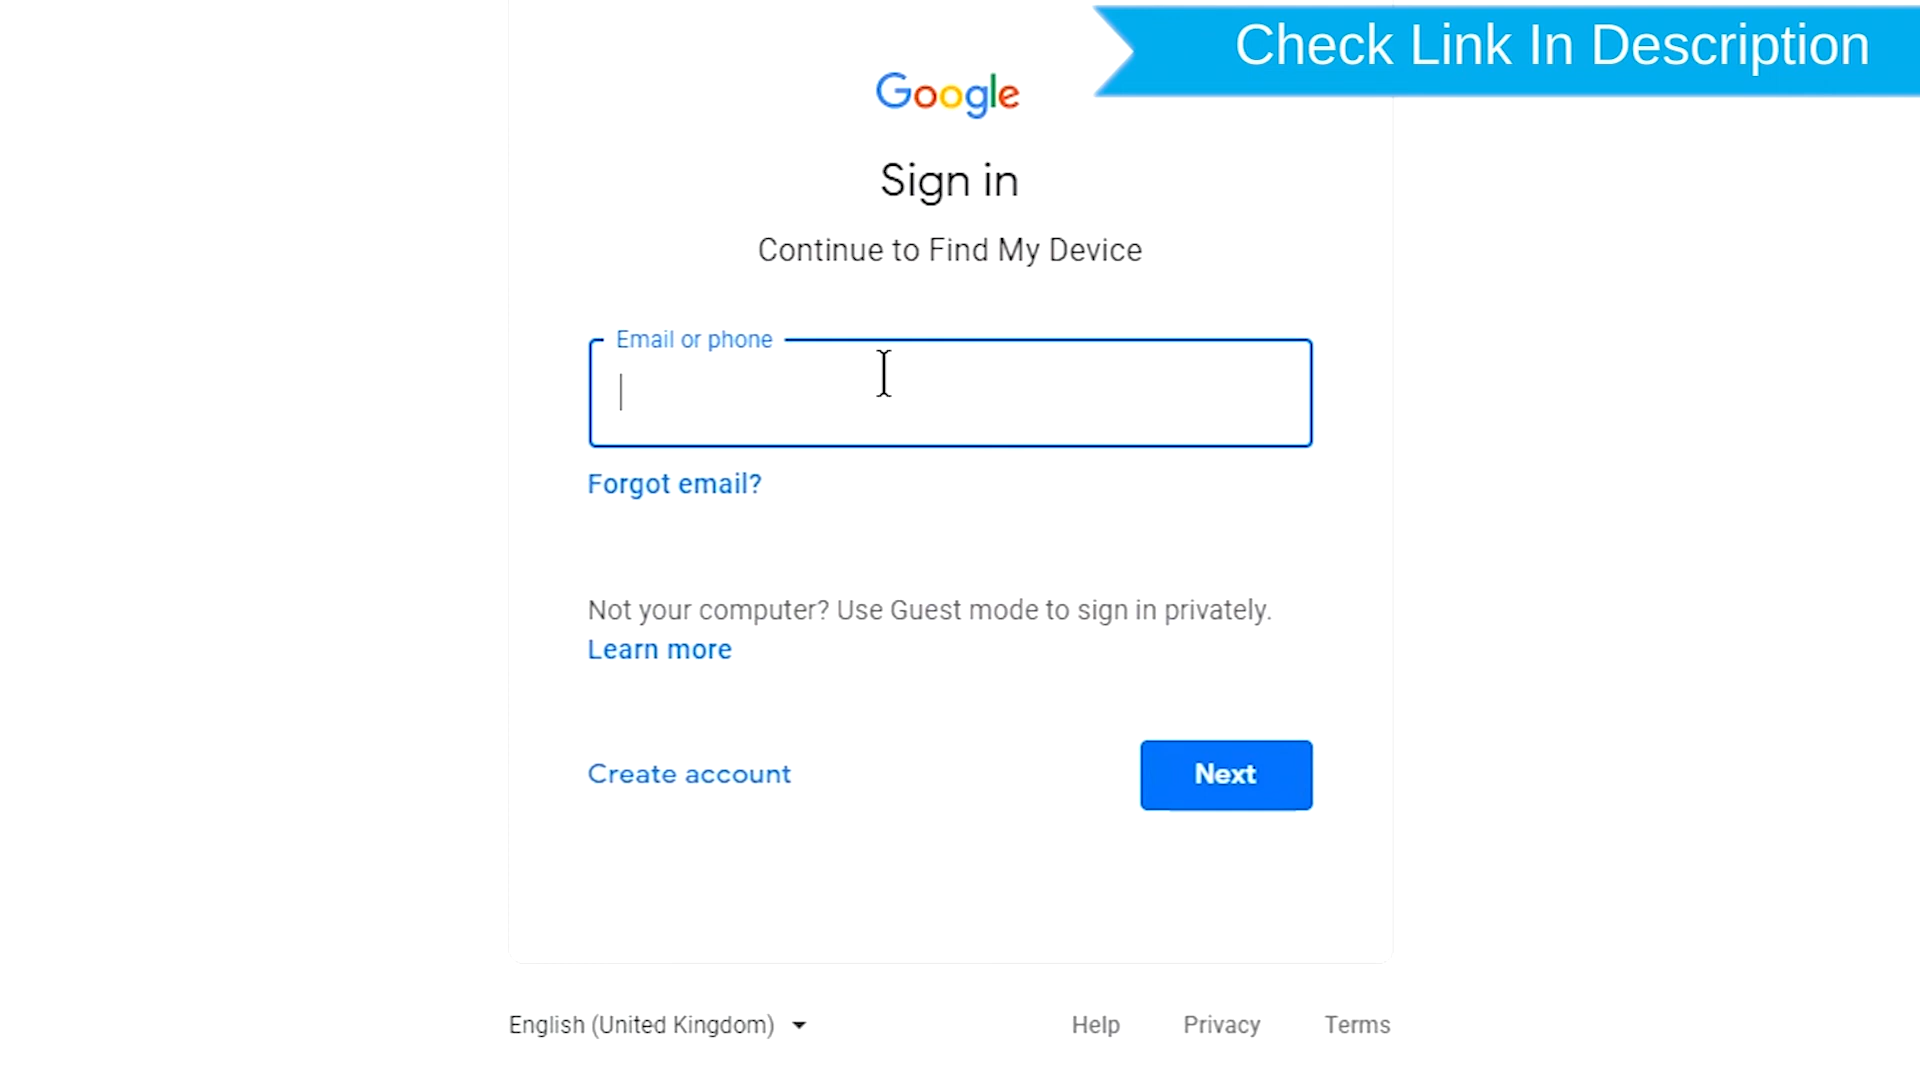 Check Link In Description
Google
Sign in
Continue to Find My Device
Email or phone
Forgot email?
Not your computer? Use Guest mode to sign in privately.
Learn more
Create account
Next
English (United Kingdom)
Help
Privacy
Terms